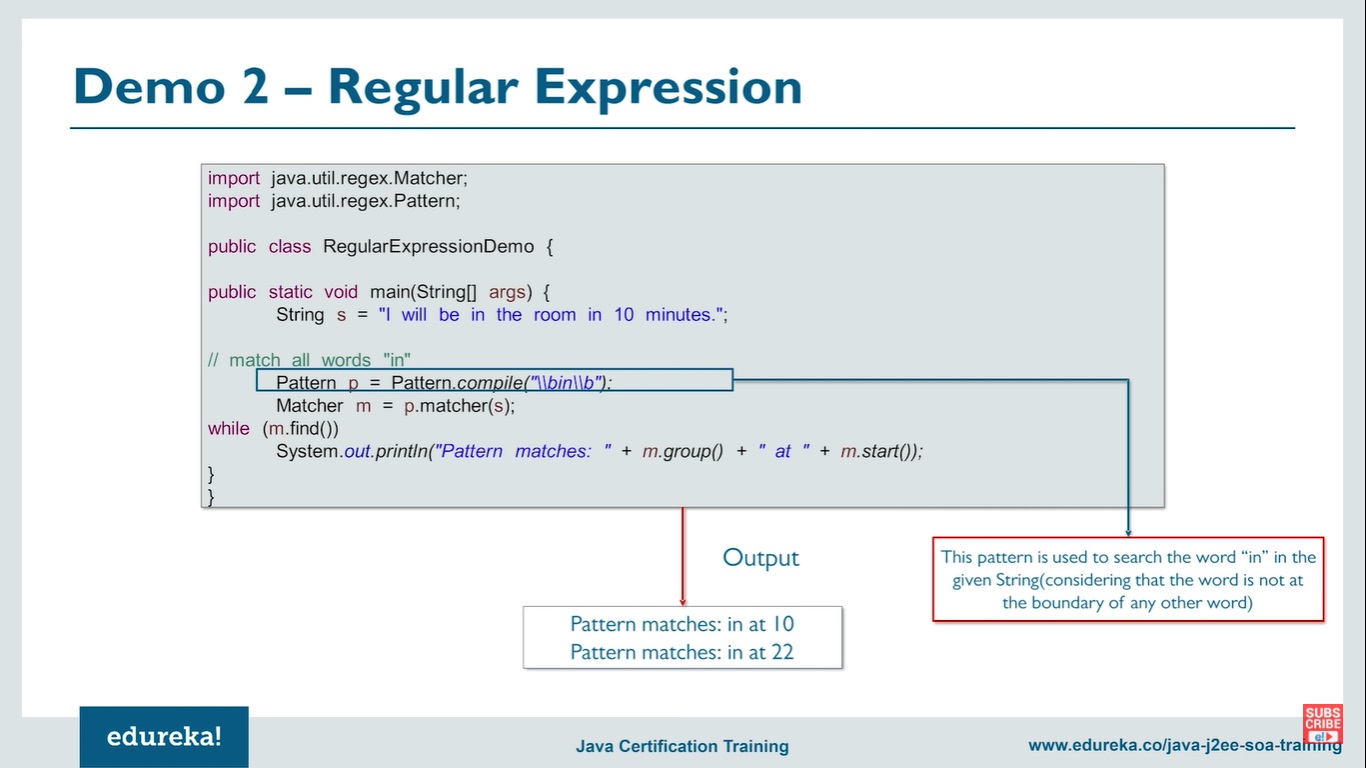 Demo 2 – Regular Expression
import java.util.regex.Matcher;
import java.util.regex.Pattern;
public class RegularExpressionDemo {
public static void main(String[] args) {
String s = "I will be in the room in 10 minutes.";
// match all words "in"
Pattern p = Pattern.compile("\\bin\\b");
Matcher m = p.matcher(s);
while (m.find())
System.out.println("Pattern matches: " + m.group() + " at " + m.start());
}
}
Output
This pattern is used to search the word “in” in the
given String(considering that the word is not at
the boundary of any other word)
Pattern matches: in at 10
Pattern matches: in at 22
edureka!
Java Certification Training
www.edureka.co/java-j2ee-soa-training
SUBS
CRIBE
e!